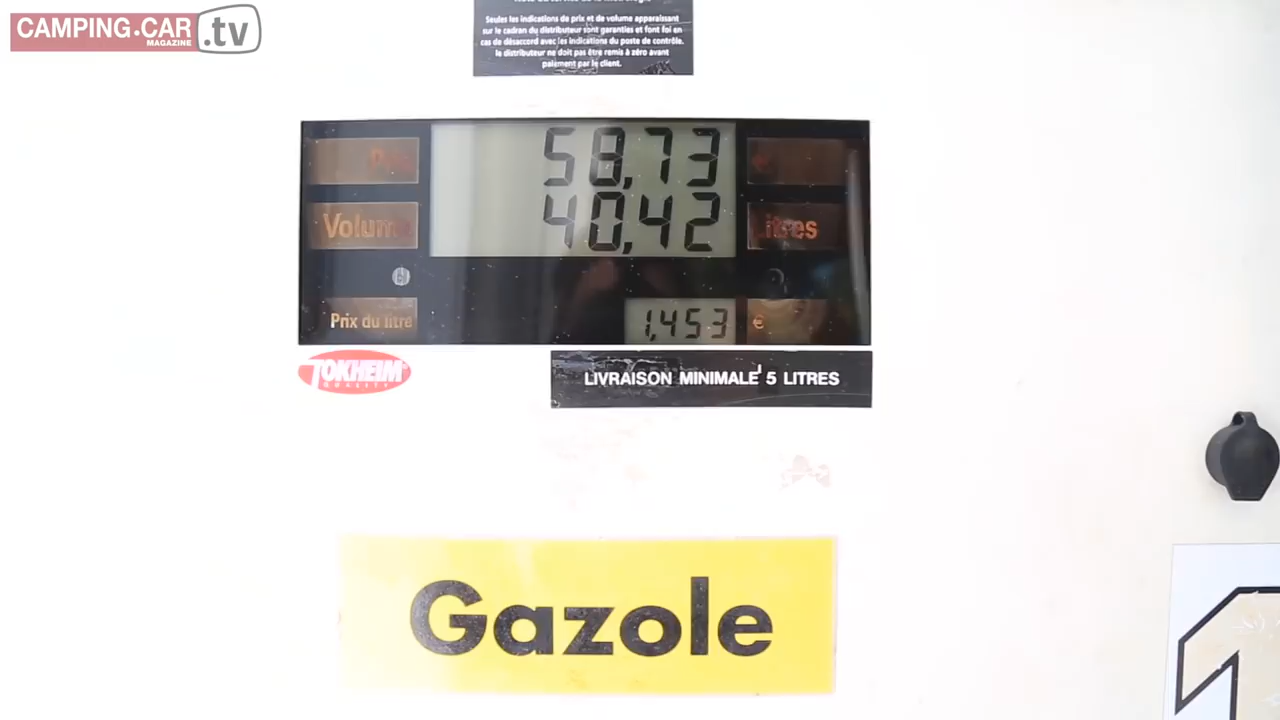 CAMPING-CAR .tv
MAGAZINE
Seules les indications de prix et de volume apparaissant
sur le cadran du distributeur sont garanties et font foi en
cas de désaccord avec les indications du poste de contrôle.
le distributeur ne doit pas être remis à zéro avant
paiement par le client.
Prix 58,73 €
Volume 40,42 Litres
Prix du litre 1,453 €
TOKHEIM
QUALITY
LIVRAISON MINIMALE 5 LITRES
Gazole
1